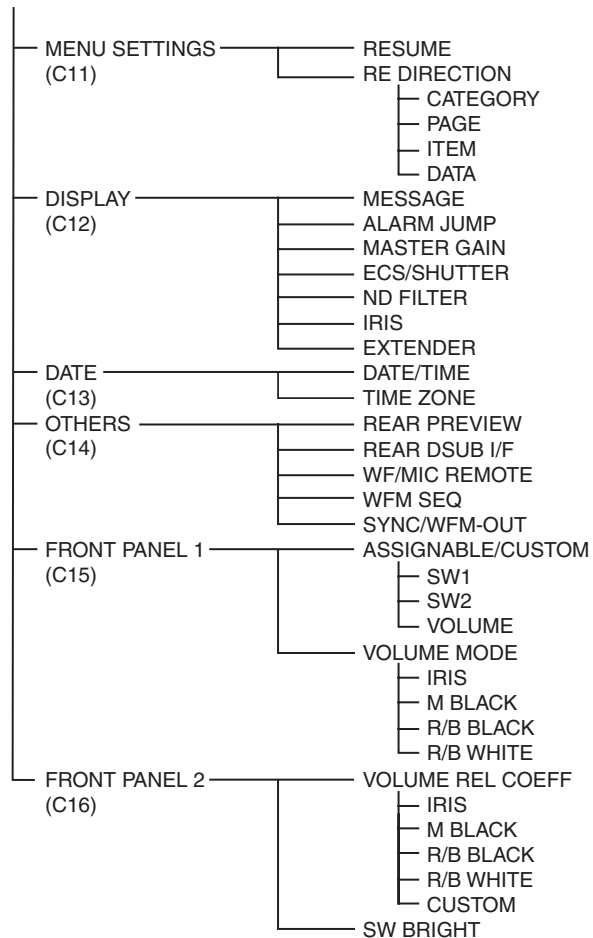 MENU SETTINGS RESUME
(C11) RE DIRECTION
CATEGORY
PAGE
ITEM
DATA
DISPLAY MESSAGE
(C12) ALARM JUMP
MASTER GAIN
ECS/SHUTTER
ND FILTER
IRIS
EXTENDER
DATE DATE/TIME
(C13) TIME ZONE
OTHERS REAR PREVIEW
(C14) REAR DSUB I/F
WF/MIC REMOTE
WFM SEQ
SYNC/WFM-OUT
FRONT PANEL 1 ASSIGNABLE/CUSTOM
(C15) SW1
SW2
VOLUME
VOLUME MODE
IRIS
M BLACK
R/B BLACK
R/B WHITE
FRONT PANEL 2 VOLUME REL COEFF
(C16) IRIS
M BLACK
R/B BLACK
R/B WHITE
CUSTOM
SW BRIGHT